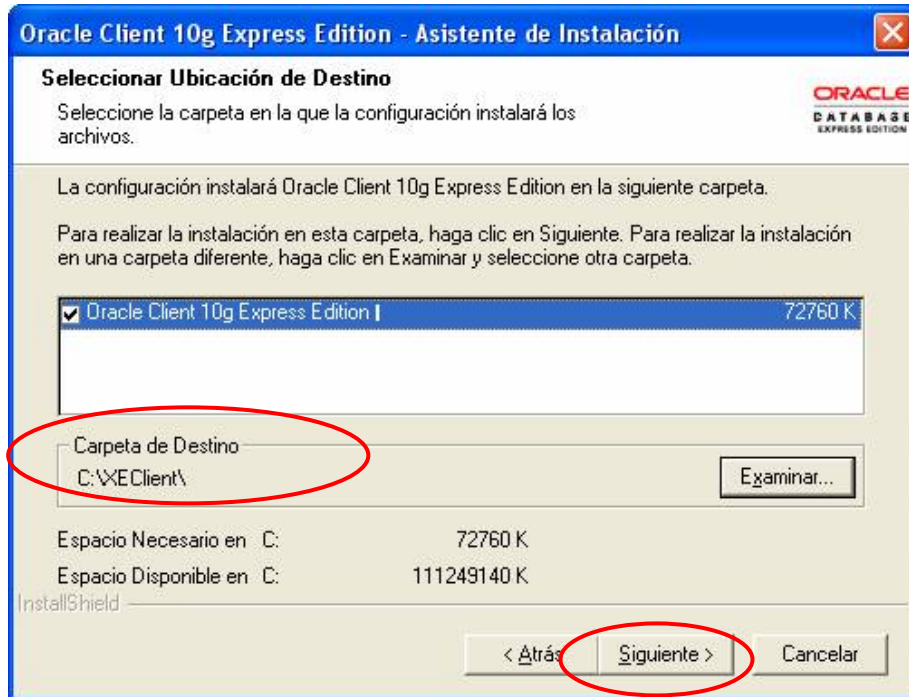 Oracle Client 10g Express Edition - Asistente de Instalación
Seleccionar Ubicación de Destino
Seleccione la carpeta en la que la configuración instalará los
archivos.
ORACLE
DATABASE
EXPRESS EDITION
La configuración instalará Oracle Client 10g Express Edition en la siguiente carpeta.
Para realizar la instalación en esta carpeta, haga clic en Siguiente. Para realizar la instalación
en una carpeta diferente, haga clic en Examinar y seleccione otra carpeta.
Oracle Client 10g Express Edition 72760 K
Carpeta de Destino
C:\XEClient\
Examinar...
Espacio Necesario en C: 72760 K
Espacio Disponible en C: 111249140 K
InstallShield
< Atrás Siguiente > Cancelar